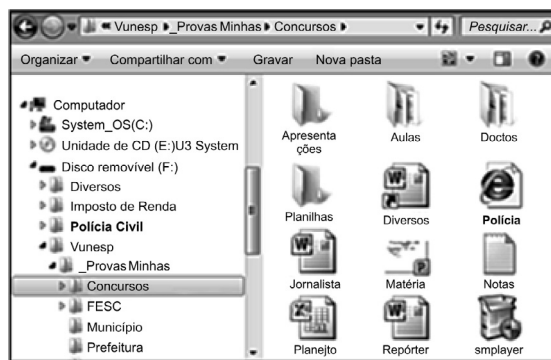 Vunesp _Provas Minhas Concursos
Pesquisar...
Organizar Compartilhar com Gravar Nova pasta
Computador
System_OS(C:)
Unidade de CD (E:)U3 System
Disco removível (F:)
Diversos
Imposto de Renda
Polícia Civil
Vunesp
_Provas Minhas
Concursos
FESC
Município
Prefeitura
Apresenta
ções
Aulas
Doctos
Planilhas
Diversos
Polícia
Jornalista
Matéria
Notas
Planejto
Repórter
smplayer